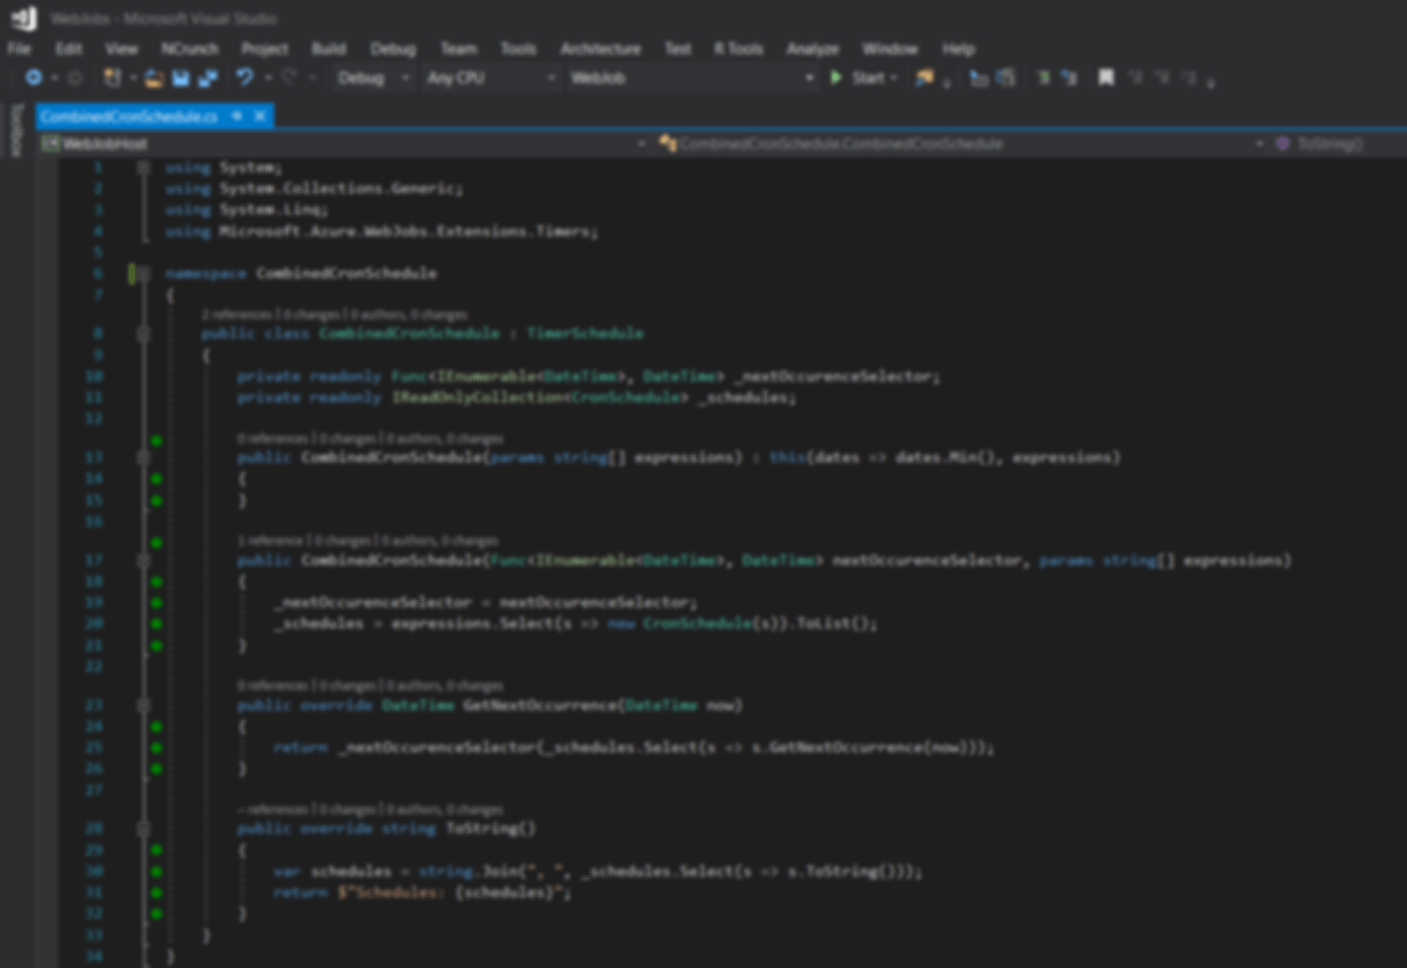 WebJobs - Microsoft Visual Studio
File Edit View NCrunch Project Build Debug Team Tools Architecture Test R Tools Analyze Window Help
Debug Any CPU WebJob Start
Toolbox
CombinedCronSchedule.cs
WebJobHost CombinedCronSchedule.CombinedCronSchedule ToString()
1 using System;
2 using System.Collections.Generic;
3 using System.Linq;
4 using Microsoft.Azure.WebJobs.Extensions.Timers;
5
6 namespace CombinedCronSchedule
7 {
2 references | 0 changes | 0 authors, 0 changes
8 public class CombinedCronSchedule : TimerSchedule
9 {
10 private readonly Func<IEnumerable<DateTime>, DateTime> _nextOccurenceSelector;
11 private readonly IReadOnlyCollection<CronSchedule> _schedules;
12
0 references | 0 changes | 0 authors, 0 changes
13 public CombinedCronSchedule(params string[] expressions) : this(dates => dates.Min(), expressions)
14 {
15 }
16
1 reference | 0 changes | 0 authors, 0 changes
17 public CombinedCronSchedule(Func<IEnumerable<DateTime>, DateTime> nextOccurenceSelector, params string[] expressions)
18 {
19 _nextOccurenceSelector = nextOccurenceSelector;
20 _schedules = expressions.Select(s => new CronSchedule(s)).ToList();
21 }
22
0 references | 0 changes | 0 authors, 0 changes
23 public override DateTime GetNextOccurrence(DateTime now)
24 {
25 return _nextOccurenceSelector(_schedules.Select(s => s.GetNextOccurrence(now)));
26 }
27
- references | 0 changes | 0 authors, 0 changes
28 public override string ToString()
29 {
30 var schedules = string.Join(", ", _schedules.Select(s => s.ToString()));
31 return $"Schedules: {schedules}";
32 }
33 }
34 }